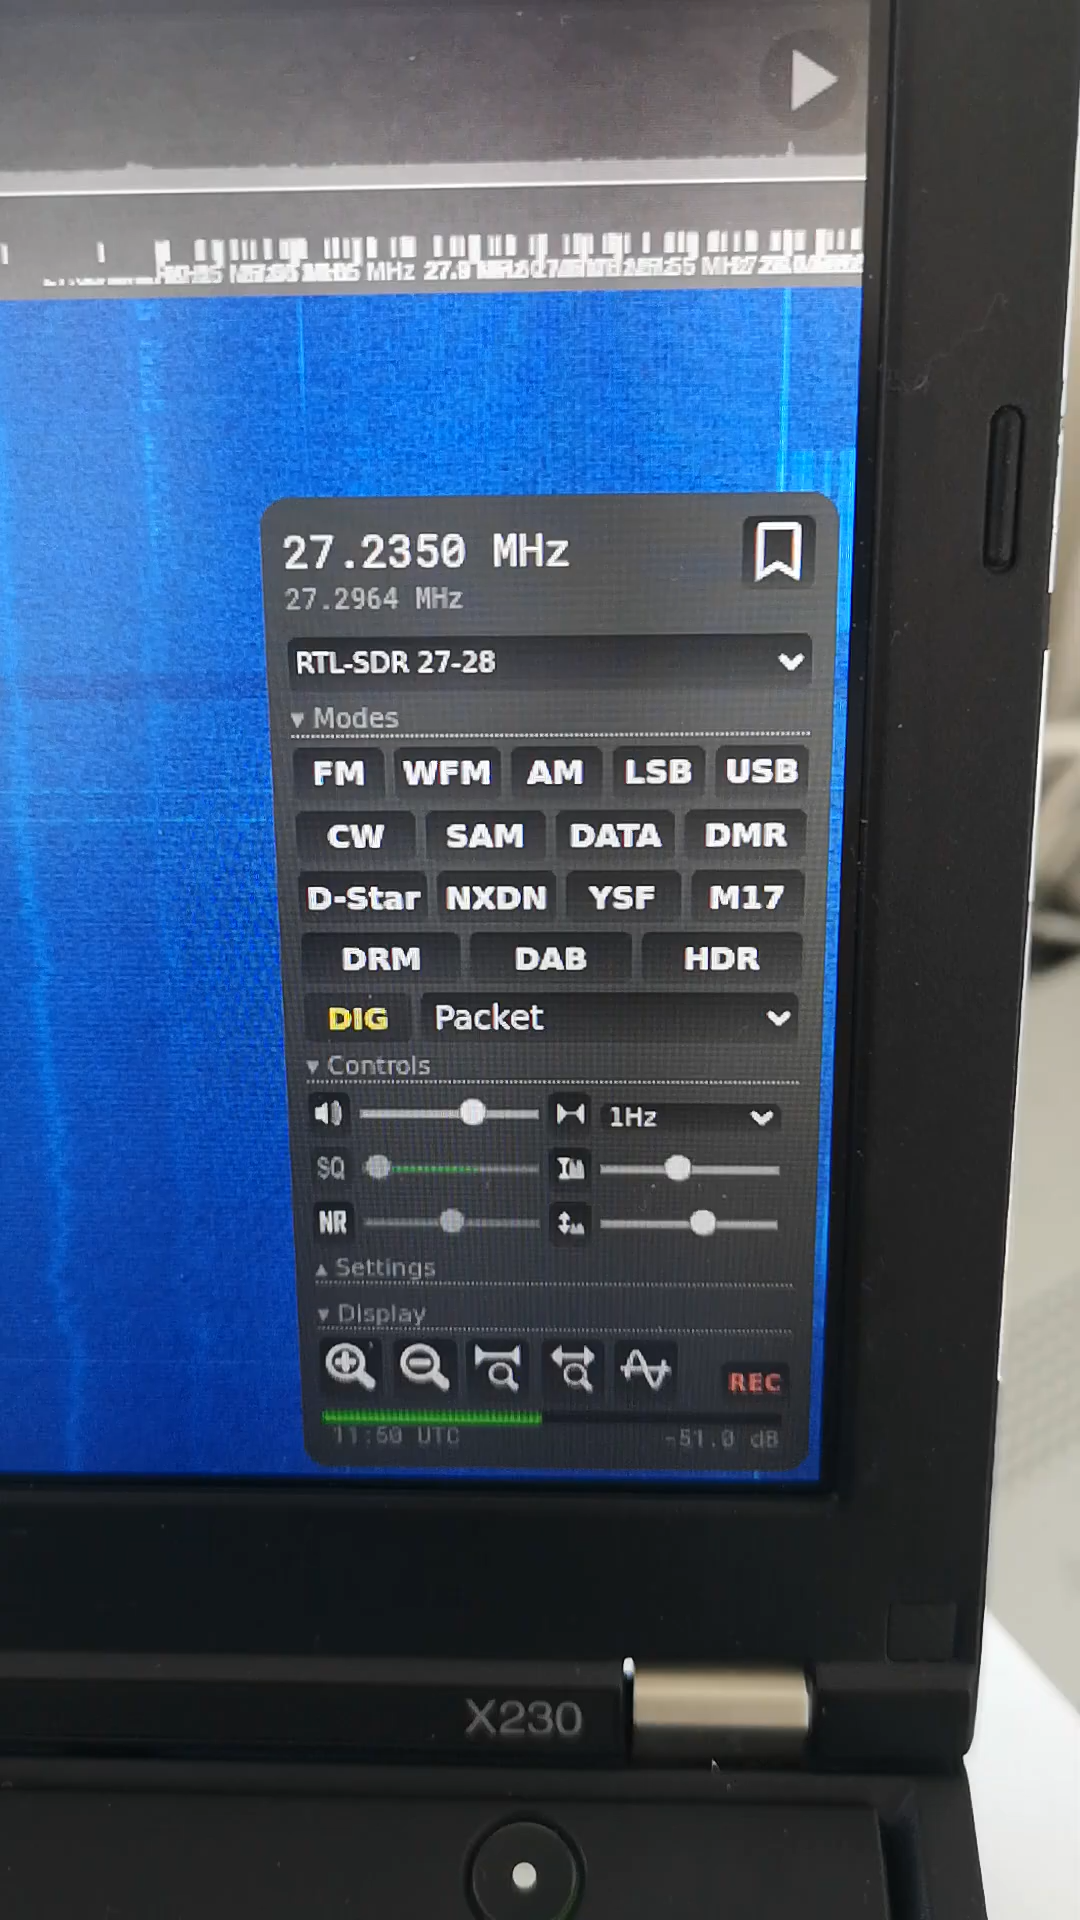 27.2350 MHz
27.2964 MHz
RTL-SDR 27-28
▼ Modes
FM WFM AM LSB USB
CW SAM DATA DMR
D-Star NXDN YSF M17
DRM DAB HDR
DIG Packet
▼ Controls
1Hz
SQ
NR
▲ Settings
▼ Display
REC
11:50 UTC -51.0 dB
X230